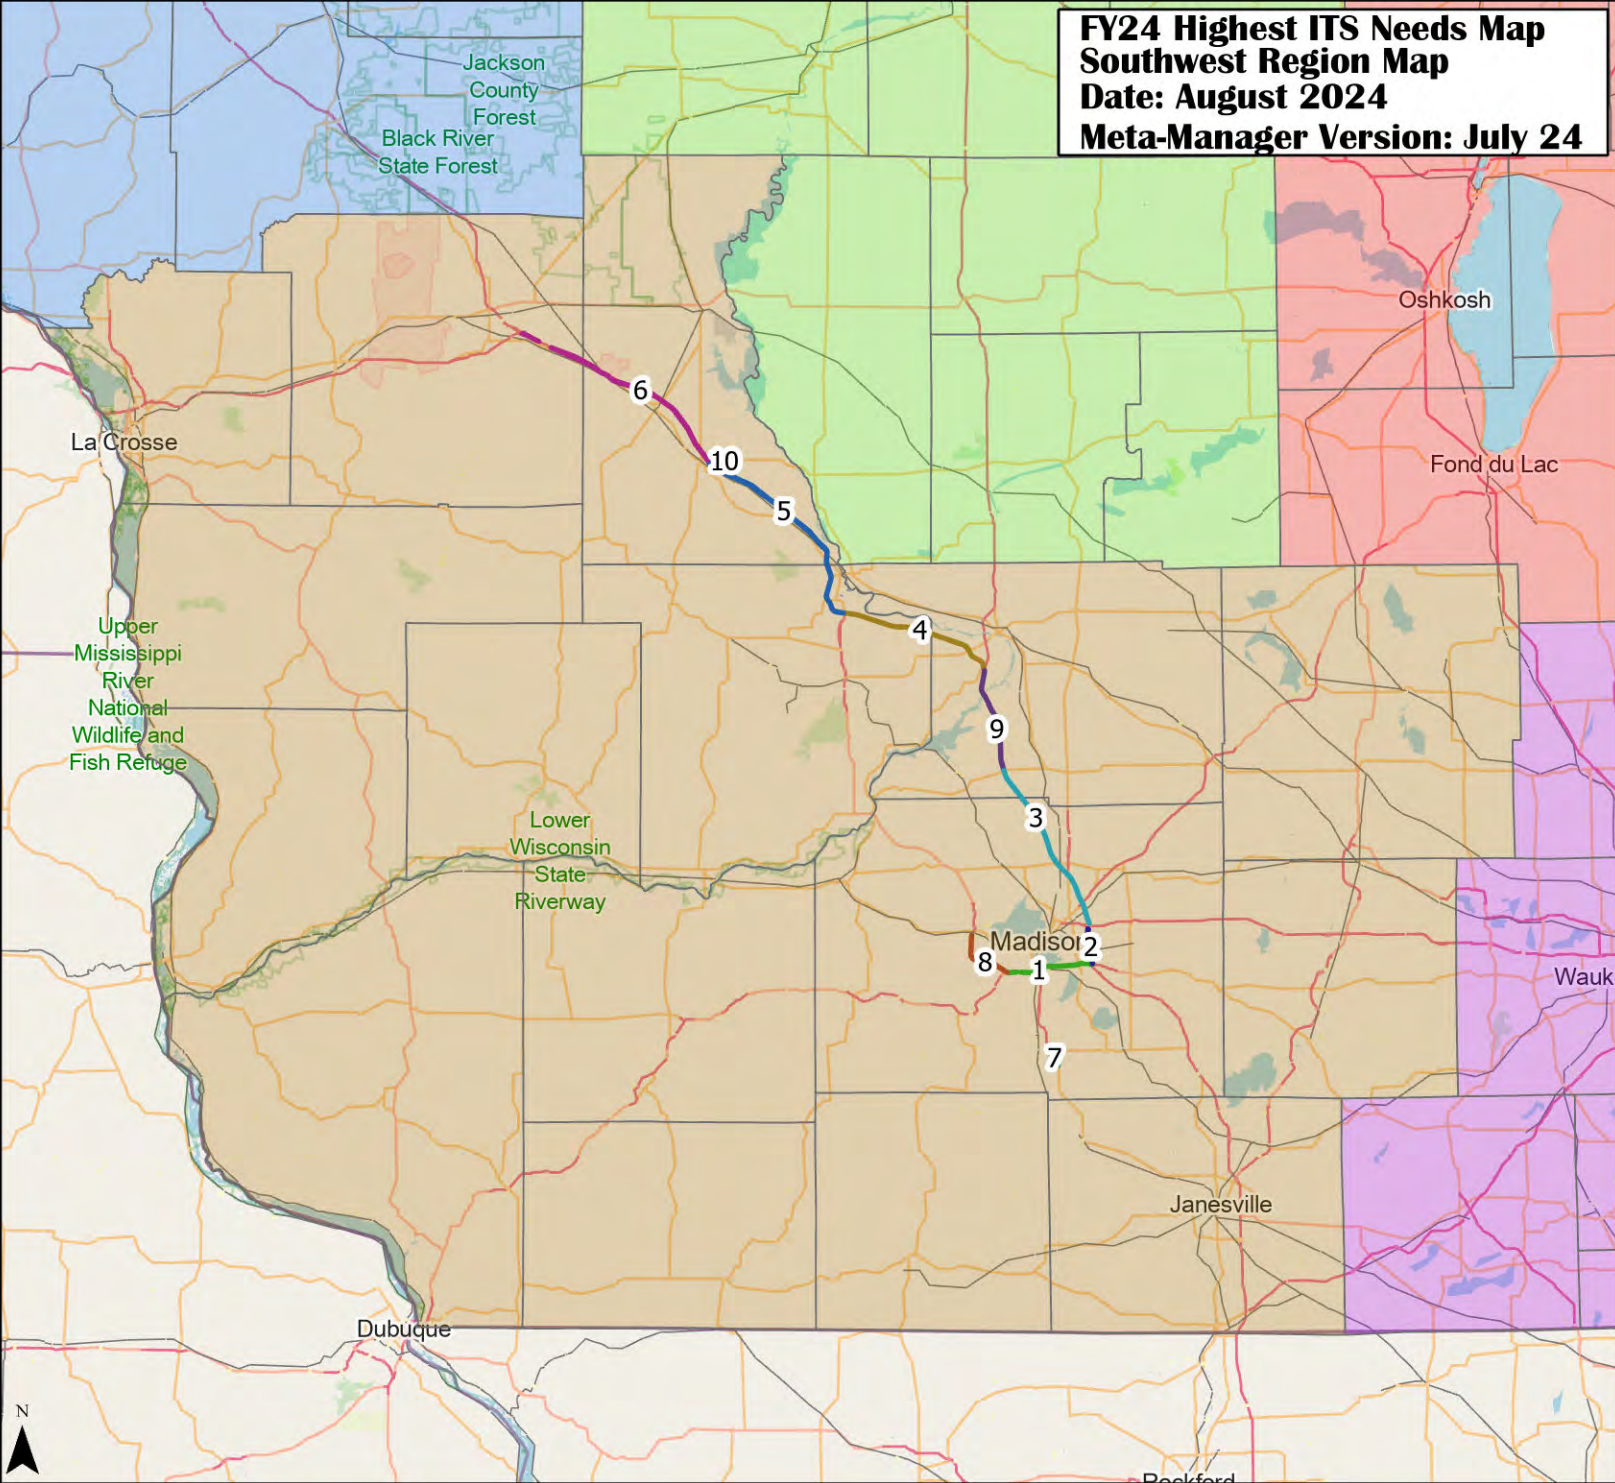 FY24 Highest ITS Needs Map
Southwest Region Map
Date: August 2024
Meta-Manager Version: July 24
Jackson
County
Forest
Black River
State Forest
Oshkosh
6
La Crosse
10
Fond du Lac
5
4
Upper
Mississippi
River
National
Wildlife and
Fish Refuge
9
3
Lower
Wisconsin
State
Riverway
Madison
2
8
1
Wauk
7
Janesville
Dubuque
N
Rockford